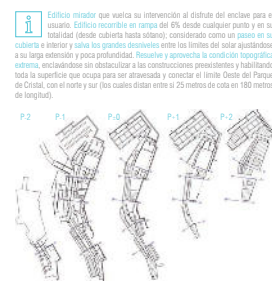 Edificio mirador que vuelca su intervención al disfrute del enclave para el
usuario. Edificio recorrible en rampa del 6% desde cualquier punto y en su
totalidad (desde cubierta hasta sótano); considerado como un paseo en su
cubierta e interior y salva los grandes desniveles entre los límites del solar ajustándose
a su larga extensión y poca profundidad. Resuelve y aprovecha la condición topográfica
extrema, enclavándose sin obstaculizar a las construcciones preexistentes y habilitando
toda la superficie que ocupa para ser atravesada y conectar el límite Oeste del Parque
de Cristal, con el norte y sur (los cuales distan entre si 25 metros de cota en 180 metros
de longitud).
P-2 P-1 P-0 P-1 P-2